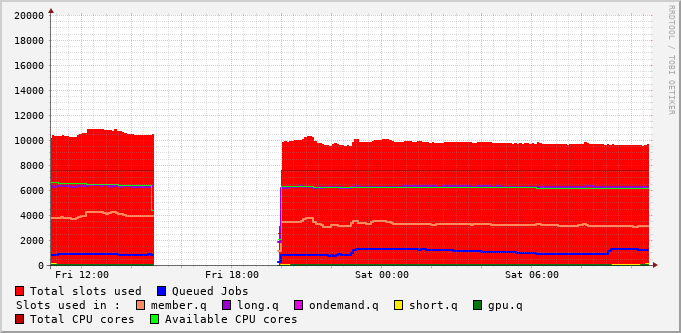 RRDTOOL / TOBI OETIKER
20000
18000
16000
14000
12000
10000
8000
6000
4000
2000
0
Fri 12:00 Fri 18:00 Sat 00:00 Sat 06:00
Total slots used Queued Jobs
Slots used in : member.q long.q ondemand.q short.q gpu.q
Total CPU cores Available CPU cores